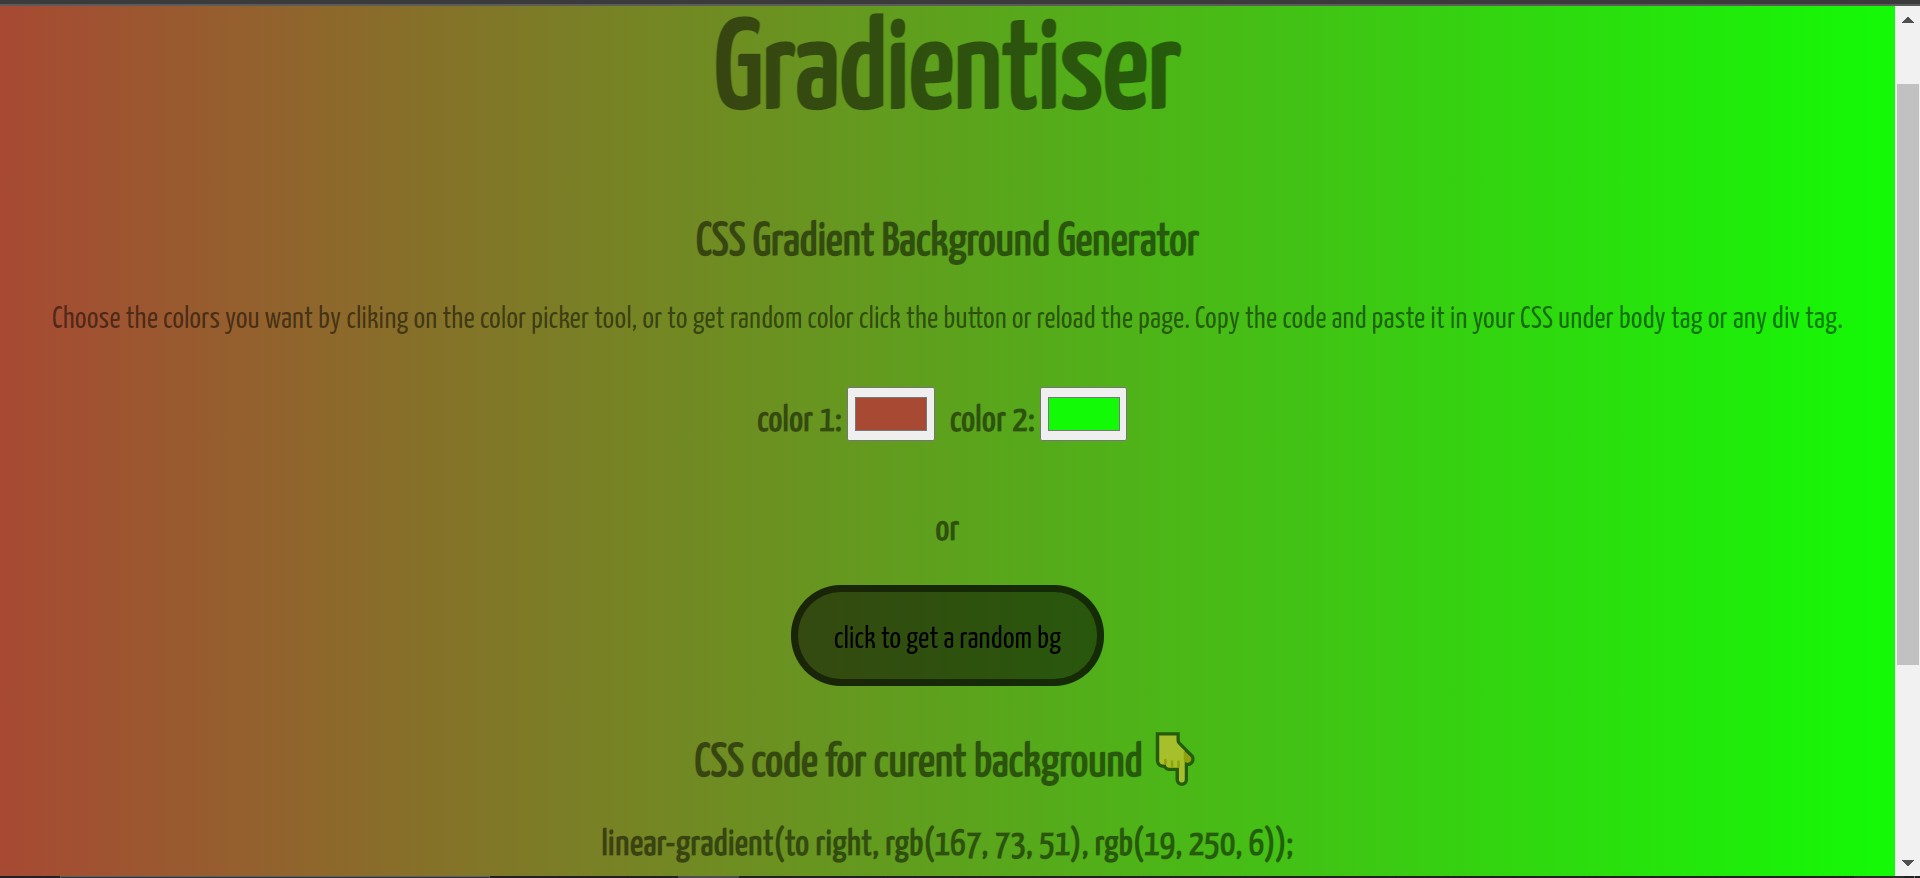 Gradientiser
CSS Gradient Background Generator
Choose the colors you want by cliking on the color picker tool, or to get random color click the button or reload the page. Copy the code and paste it in your CSS under body tag or any div tag.
color 1: color 2:
or
click to get a random bg
CSS code for curent background 👇
linear-gradient(to right, rgb(167, 73, 51), rgb(19, 250, 6));